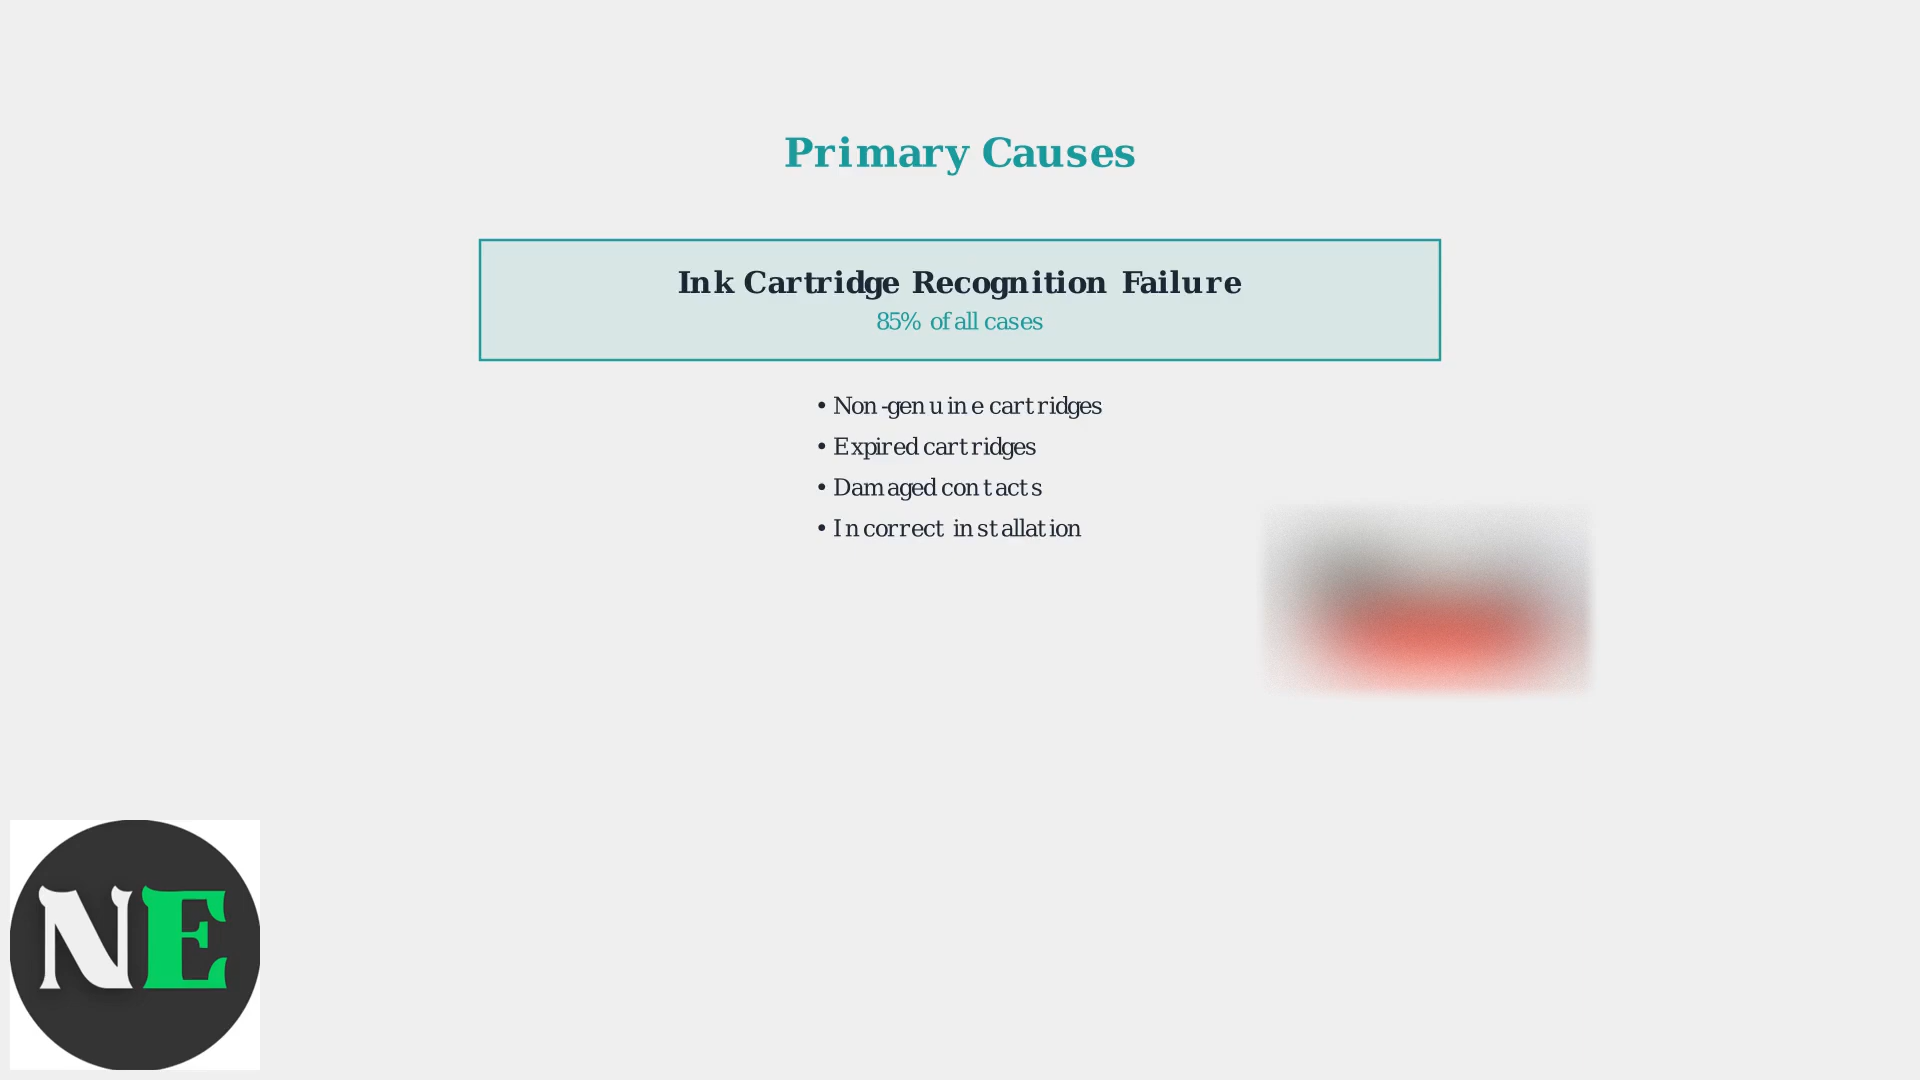 Primary Causes
Ink Cartridge Recognition Failure
85% of all cases
• Non-genuine cartridges
• Expired cartridges
• Damaged contacts
• Incorrect installation
NE